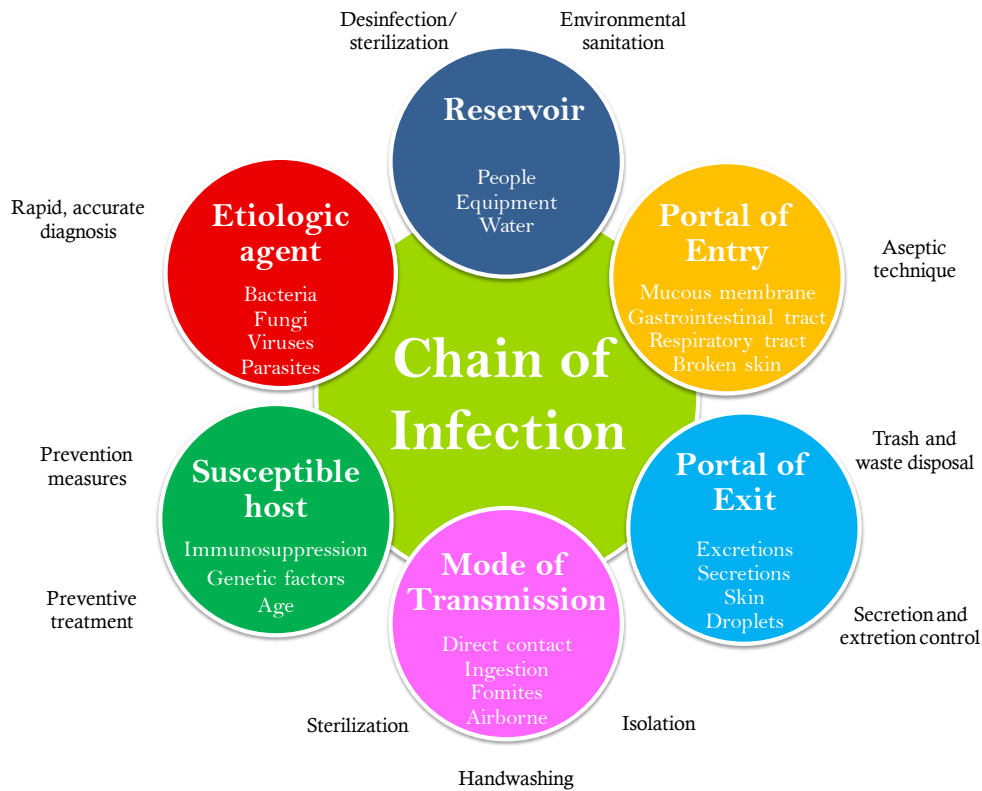 Desinfection/
sterilization
Environmental
sanitation
Reservoir
People
Equipment
Water
Rapid, accurate
diagnosis
Etiologic
agent
Bacteria
Fungi
Viruses
Parasites
Portal of
Entry
Mucous membrane
Gastrointestinal tract
Respiratory tract
Broken skin
Aseptic
technique
Chain of
Infection
Prevention
measures
Preventive
treatment
Susceptible
host
Immunosuppression
Genetic factors
Age
Portal of
Exit
Excretions
Secretions
Skin
Droplets
Trash and
waste disposal
Secretion and
extretion control
Mode of
Transmission
Direct contact
Ingestion
Fomites
Airborne
Sterilization
Isolation
Handwashing